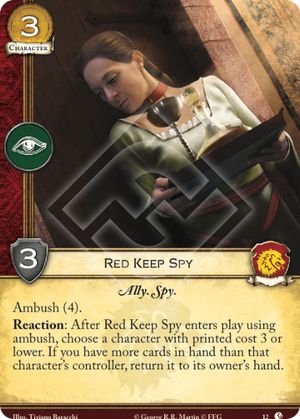 3
CHARACTER
3
RED KEEP SPY
Ally. Spy.
Ambush (4).
Reaction: After Red Keep Spy enters play using
ambush, choose a character with printed cost 3 or
lower. If you have more cards in hand than that
character's controller, return it to its owner's hand.
Illus. Tiziano Baracchi
© George R.R. Martin © FFG
12